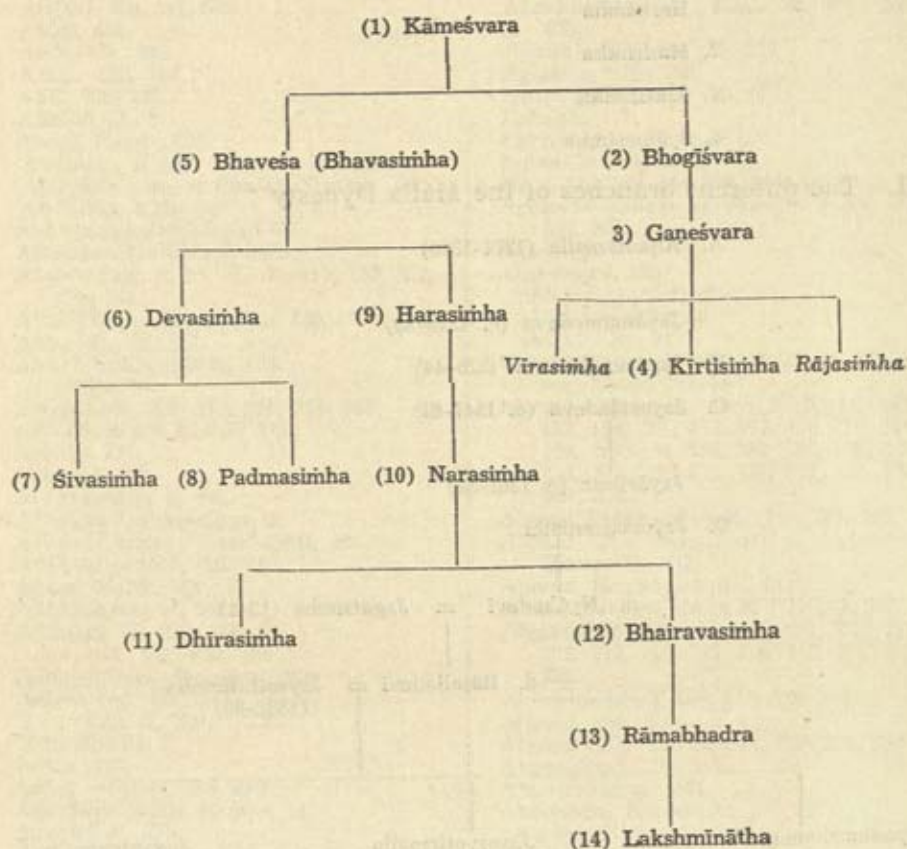 (1) Kāmeśvara
(5) Bhaveśa (Bhavasiṁha) (2) Bhogīśvara
3) Gaṇeśvara
(6) Devasiṁha (9) Harasiṁha
Vīrasiṁha (4) Kīrtisiṁha Rājasiṁha
(7) Śivasiṁha (8) Padmasiṁha (10) Narasiṁha
(11) Dhīrasiṁha (12) Bhairavasiṁha
(13) Rāmabhadra
(14) Lakshmīnātha